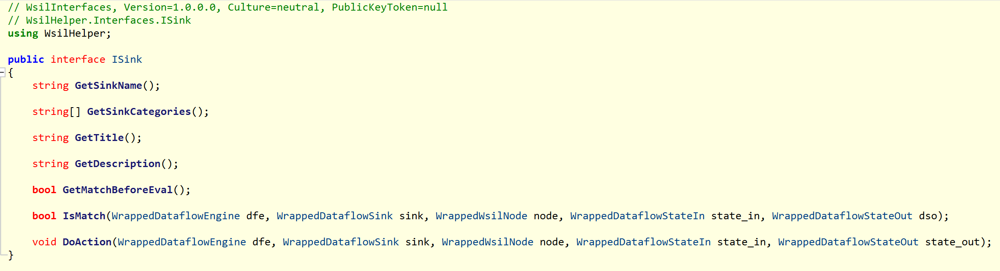 // WsilInterfaces, Version=1.0.0.0, Culture=neutral, PublicKeyToken=null
// WsilHelper.Interfaces.ISink
using WsilHelper;
public interface ISink
{
string GetSinkName();
string[] GetSinkCategories();
string GetTitle();
string GetDescription();
bool GetMatchBeforeEval();
bool IsMatch(WrappedDataflowEngine dfe, WrappedDataflowSink sink, WrappedWsilNode node, WrappedDataflowStateIn state_in, WrappedDataflowStateOut dso);
void DoAction(WrappedDataflowEngine dfe, WrappedDataflowSink sink, WrappedWsilNode node, WrappedDataflowStateIn state_in, WrappedDataflowStateOut state_out);
}